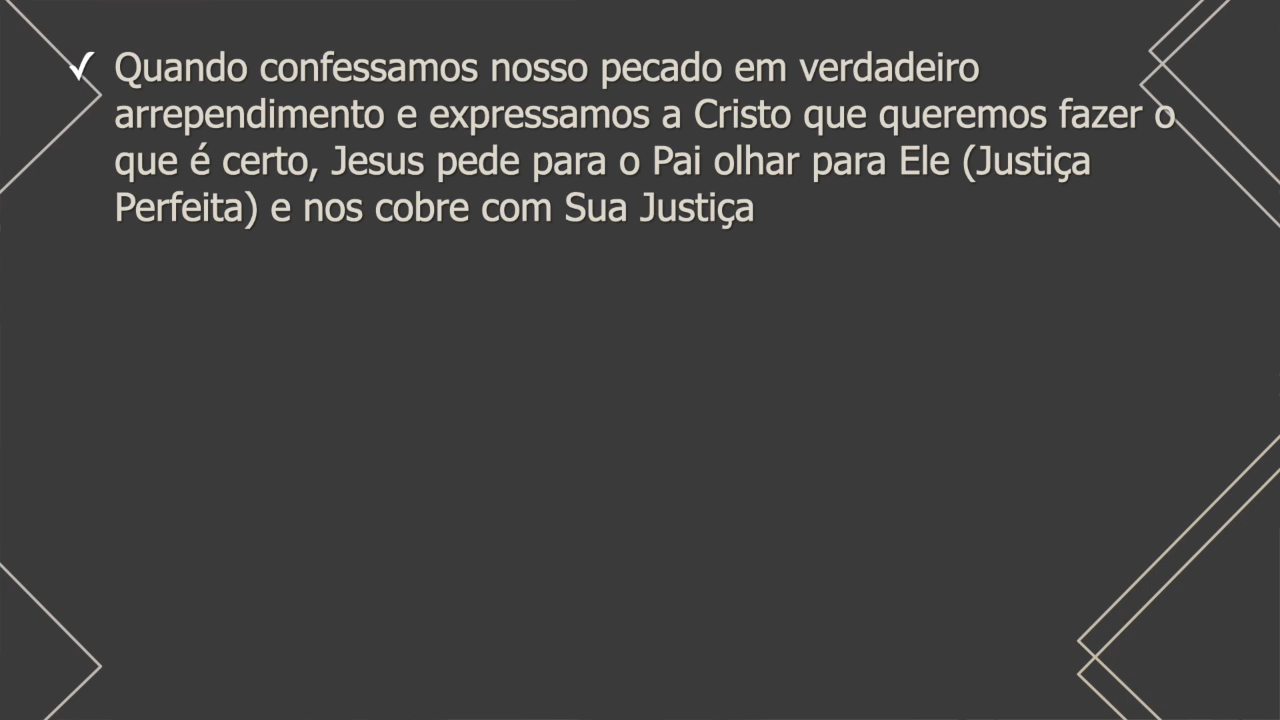 ✓ Quando confessamos nosso pecado em verdadeiro
arrependimento e expressamos a Cristo que queremos fazer o
que é certo, Jesus pede para o Pai olhar para Ele (Justiça
Perfeita) e nos cobre com Sua Justiça